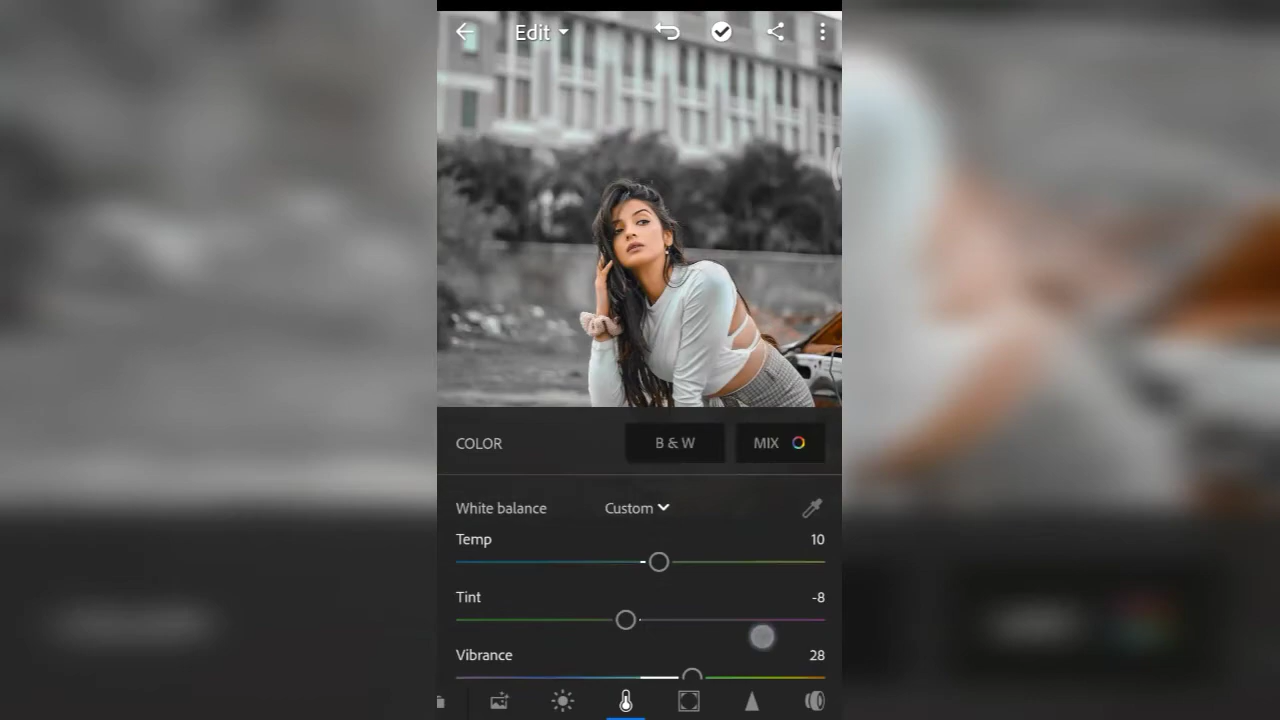 Edit
COLOR B & W MIX
White balance Custom
Temp 10
Tint -8
Vibrance 28